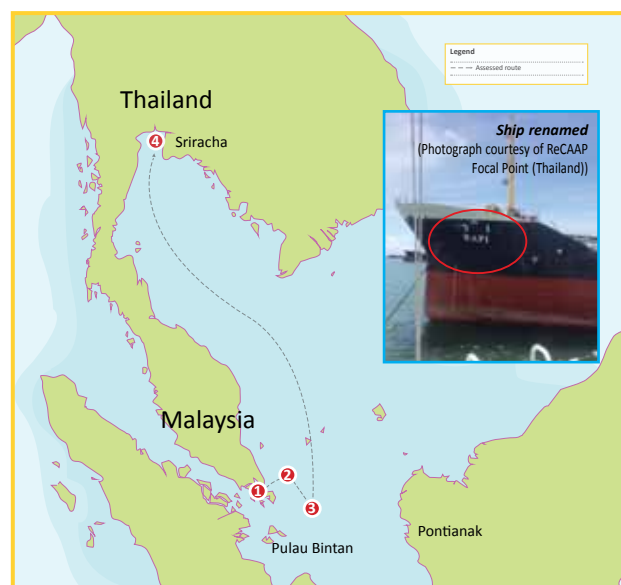 Legend
Assessed route
Thailand
4
Sriracha
Ship renamed
(Photograph courtesy of ReCAAP
Focal Point (Thailand))
Malaysia
1
2
3
Pulau Bintan
Pontianak